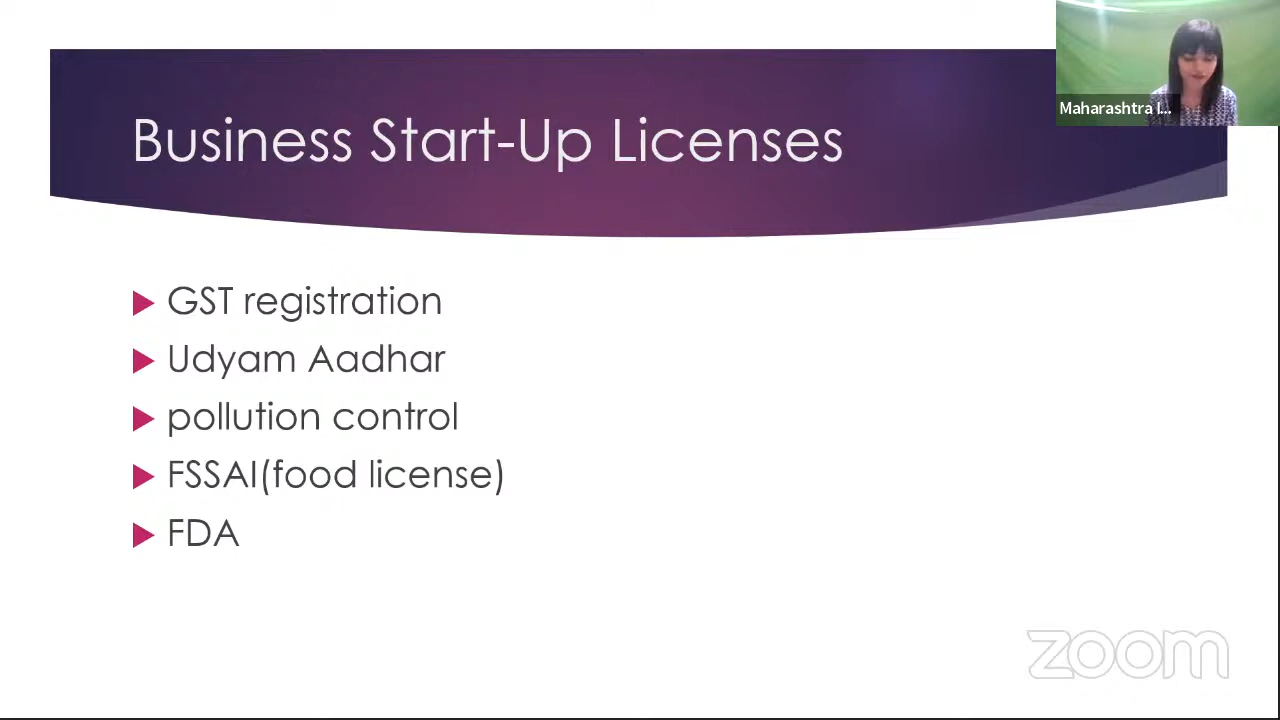 Maharashtra I...
Business Start-Up Licenses
GST registration
Udyam Aadhar
pollution control
FSSAI(food license)
FDA
zoom